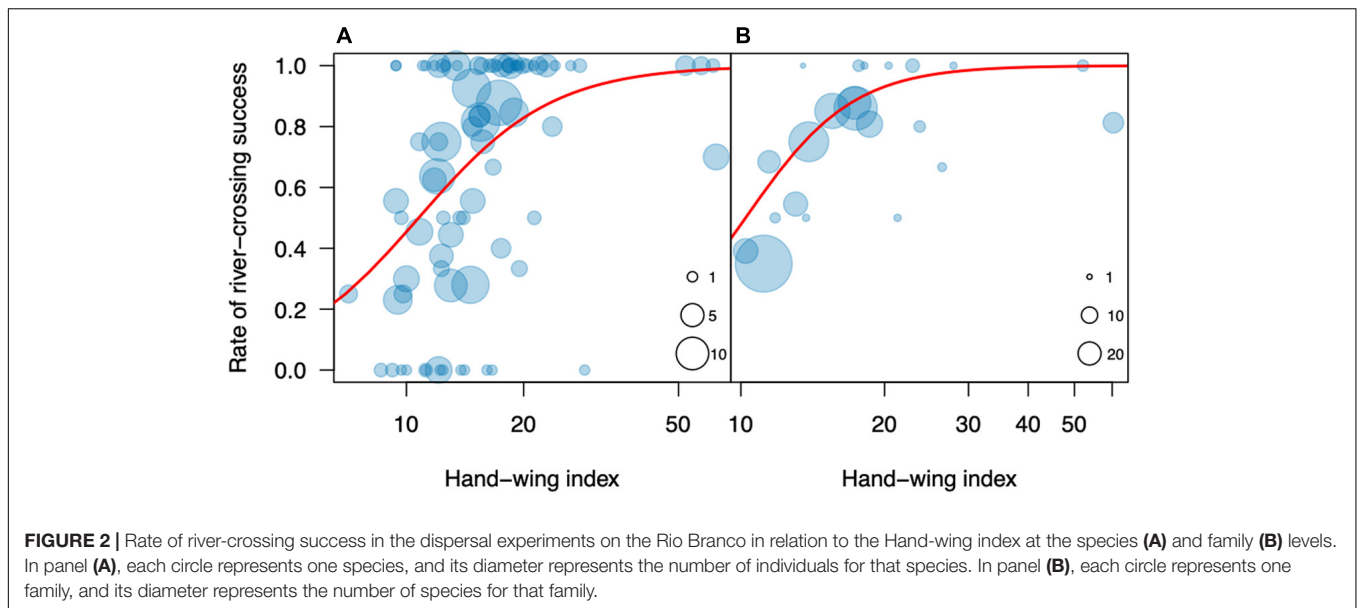 A
B
Rate of river−crossing success
1.0
0.8
0.6
0.4
0.2
0.0
1
5
10
1
10
20
10 20 50
10 20 30 40 50
Hand−wing index
Hand−wing index
FIGURE 2 | Rate of river-crossing success in the dispersal experiments on the Rio Branco in relation to the Hand-wing index at the species (A) and family (B) levels.
In panel (A), each circle represents one species, and its diameter represents the number of individuals for that species. In panel (B), each circle represents one
family, and its diameter represents the number of species for that family.